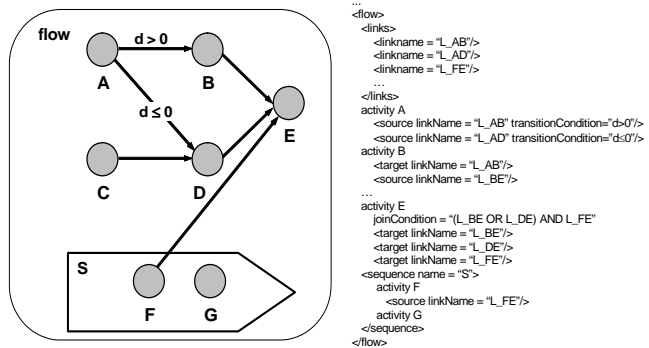 flow
d > 0
A
B
d ≤ 0
E
C
D
S
F
G
...
<flow>
<links>
<linkname = “L_AB”/>
<linkname = “L_AD”/>
<linkname = “L_FE”/>
…
</links>
activity A
<source linkName = “L_AB” transitionCondition=”d>0”/>
<source linkName = “L_AD” transitionCondition=”d≤0”/>
activity B
<target linkName = “L_AB”/>
<source linkName = “L_BE”/>
…
activity E
joinCondition = “(L_BE OR L_DE) AND L_FE”
<target linkName = “L_BE”/>
<target linkName = “L_DE”/>
<target linkName = “L_FE”/>
<sequence name = “S”>
activity F
<source linkName = “L_FE”/>
activity G
</sequence>
</flow>